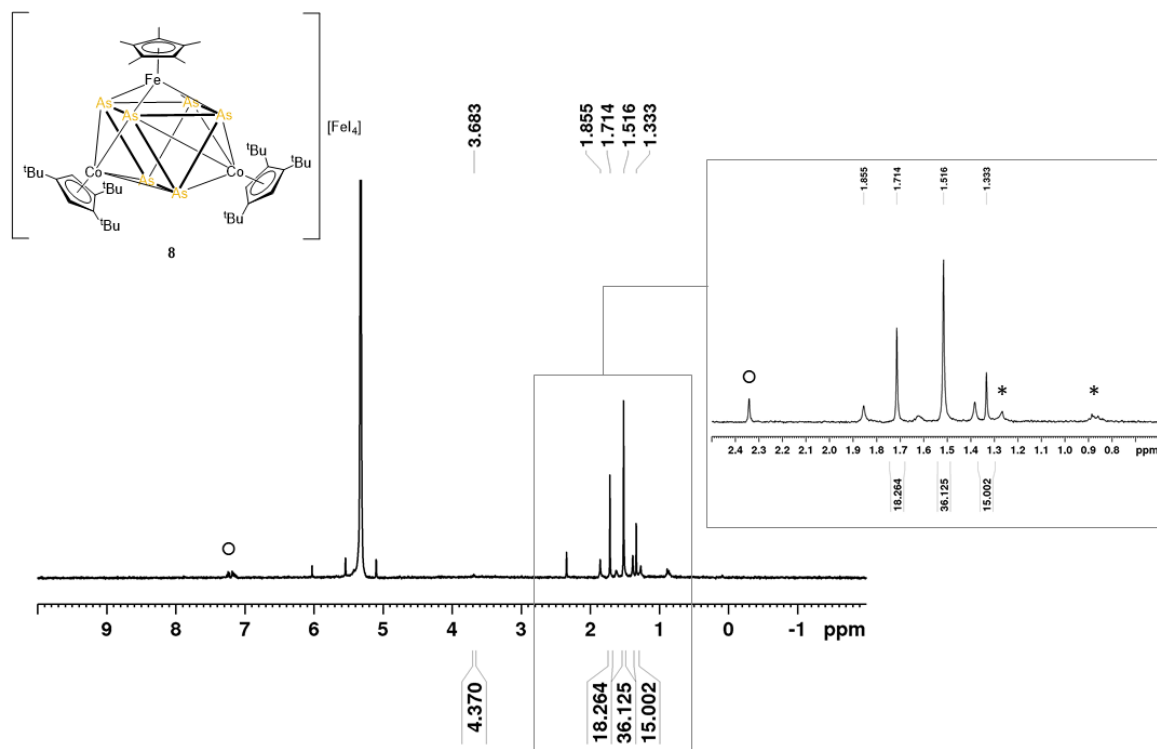 Fe
As As
As As
[FeI₄]
Co Co
ᵗBu ᵗBu
ᵗBu ᵗBu
As As
ᵗBu ᵗBu
8
3.683 1.855 1.714 1.516 1.333
1.855 1.714 1.516 1.333
* *
2.4 2.3 2.2 2.1 2.0 1.9 1.8 1.7 1.6 1.5 1.4 1.3 1.2 1.1 1.0 0.9 0.8 ppm
18.264 36.125 15.002
9 8 7 6 5 4 3 2 1 0 -1 ppm
4.370 18.264 36.125 15.002